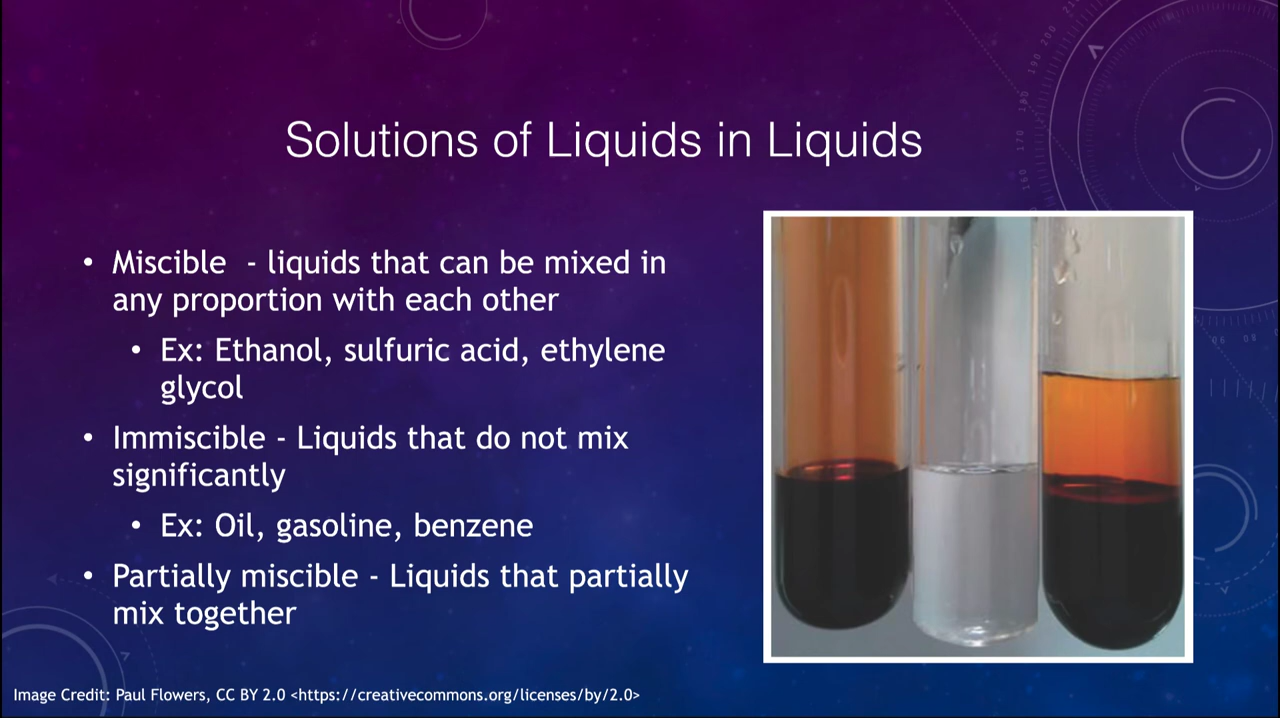 Solutions of Liquids in Liquids
• Miscible  - liquids that can be mixed in
any proportion with each other
• Ex: Ethanol, sulfuric acid, ethylene
glycol
• Immiscible - Liquids that do not mix
significantly
• Ex: Oil, gasoline, benzene
• Partially miscible - Liquids that partially
mix together
Image Credit: Paul Flowers, CC BY 2.0 <https://creativecommons.org/licenses/by/2.0>